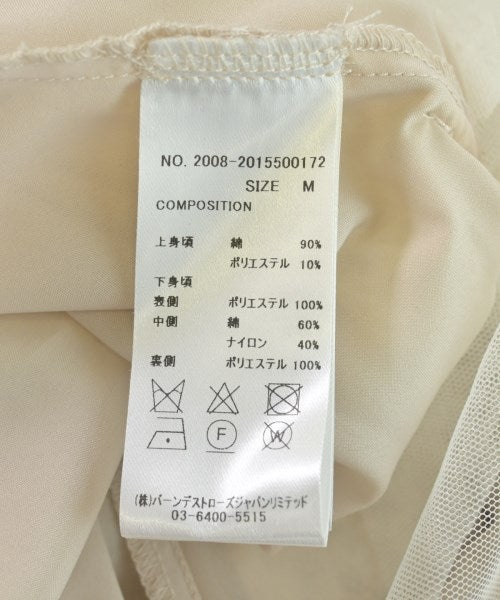 NO. 2008-2015500172
SIZE M
COMPOSITION
上身頃 綿 90%
ポリエステル 10%
下身頃
表側 ポリエステル 100%
中側 綿 60%
ナイロン 40%
裏側 ポリエステル 100%
F W
(株)バーンデストローズジャパンリミテッド
03-6400-5515